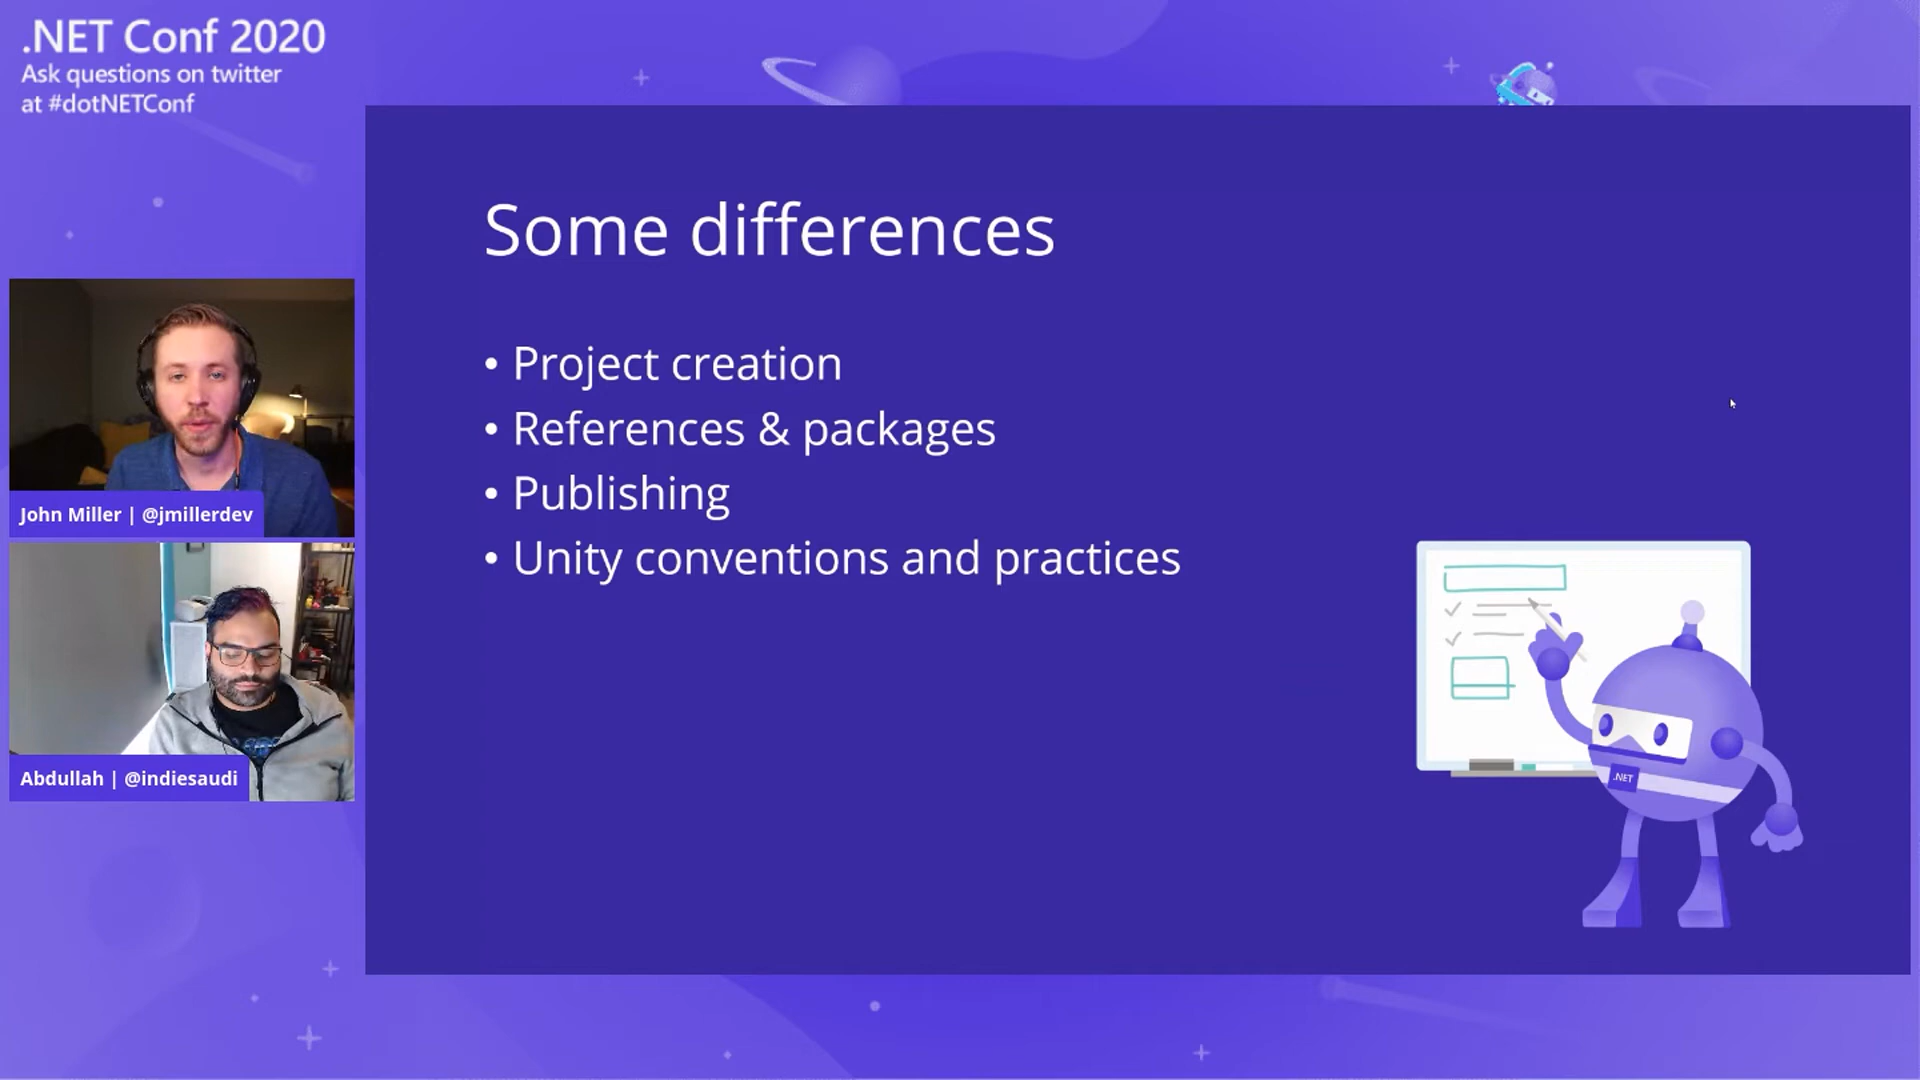 .NET Conf 2020
Ask questions on twitter
at #dotNETConf
Some differences
• Project creation
• References & packages
• Publishing
• Unity conventions and practices
John Miller | @jmillerdev
Abdullah | @indiesaudi
.NET